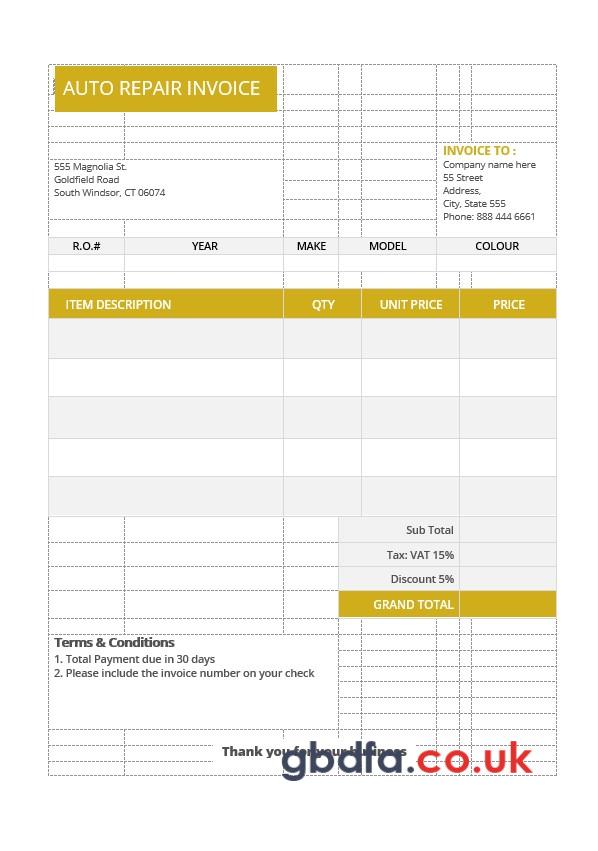 AUTO REPAIR INVOICE
INVOICE TO :
555 Magnolia St.
Goldfield Road
South Windsor, CT 06074
Company name here
55 Street
Address,
City, State 555
Phone: 888 444 6661
R.O.# YEAR MAKE MODEL COLOUR
ITEM DESCRIPTION QTY UNIT PRICE PRICE
Sub Total
Tax: VAT 15%
Discount 5%
GRAND TOTAL
Terms & Conditions
1. Total Payment due in 30 days
2. Please include the invoice number on your check
Thank you for your business
gbdfa.co.uk